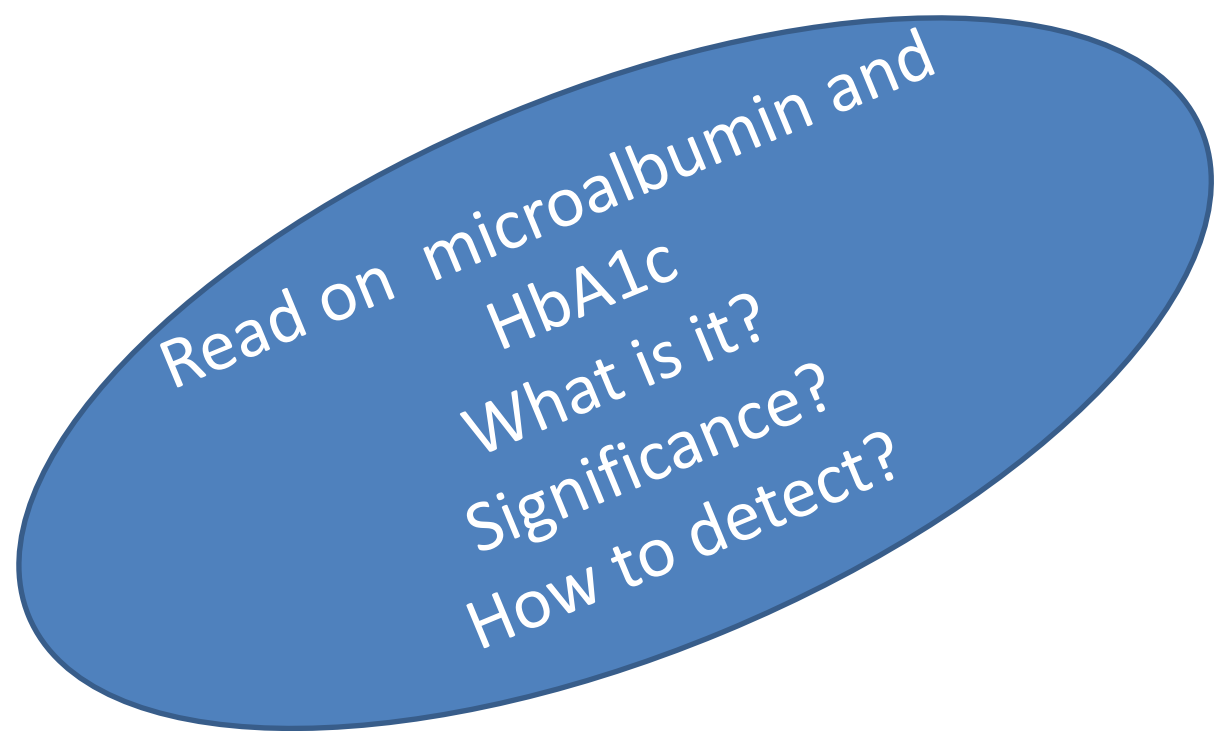 Read on  microalbumin and
HbA1c
What is it?
Significance?
How to detect?